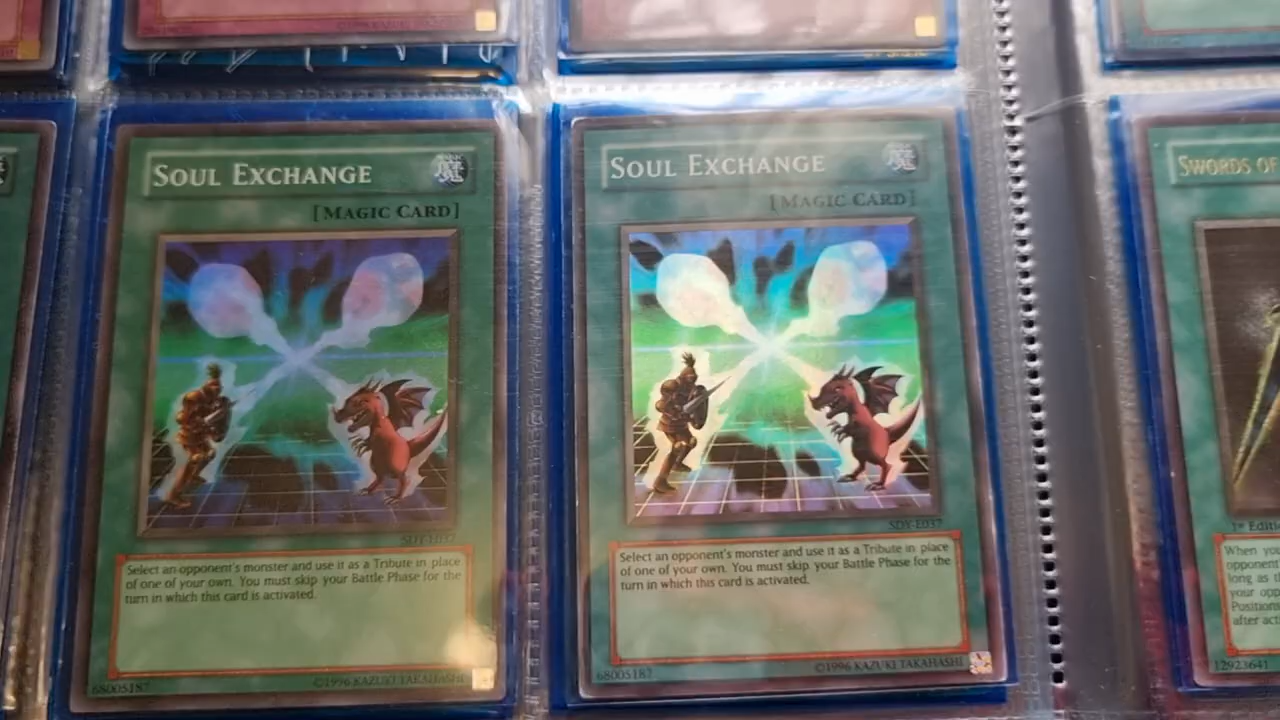 SOUL EXCHANGE
魔
[MAGIC CARD]
Select an opponent's monster and use it as a Tribute in place
of one of your own. You must skip your Battle Phase for the
turn in which this card is activated.
68005187
©1996 KAZUKI TAKAHASHI
SOUL EXCHANGE
魔
[MAGIC CARD]
SDY-E037
Select an opponent's monster and use it as a Tribute in place
of one of your own. You must skip your Battle Phase for the
turn in which this card is activated.
68005187
©1996 KAZUKI TAKAHASHI
SWORDS OF
1st Editi
When you
opponent
long as t
your opp
Position
after act
12923641